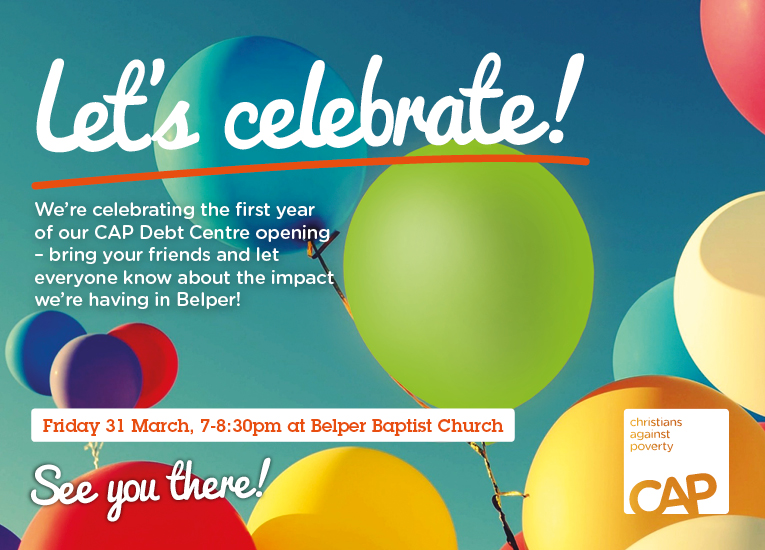 Let's celebrate!
We're celebrating the first year
of our CAP Debt Centre opening
– bring your friends and let
everyone know about the impact
we're having in Belper!
Friday 31 March, 7-8:30pm at Belper Baptist Church
See you there!
christians
against
poverty
CAP